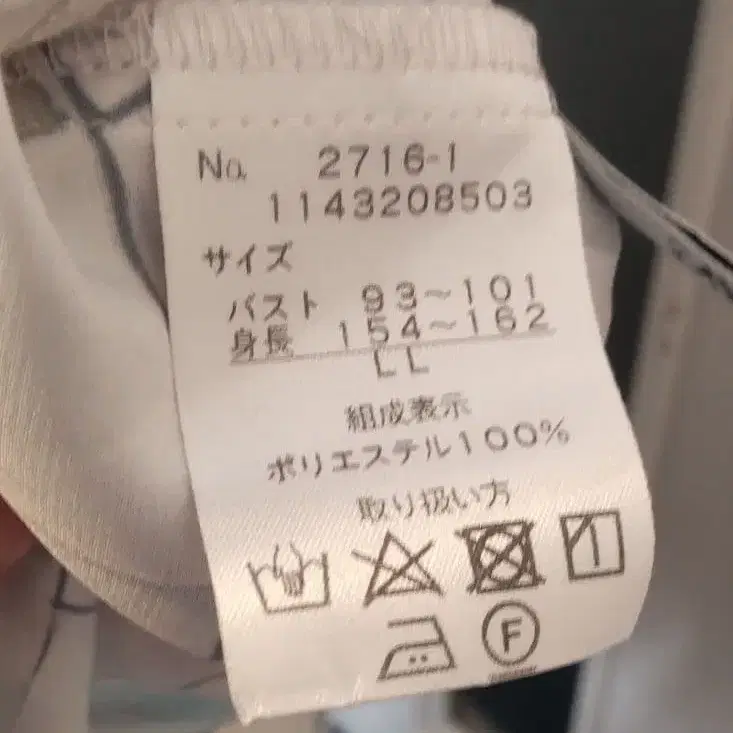 No. 2716-1
1143208503
サイズ
バスト 93~101
身長 154~162
LL
組成表示
ポリエステル100%
取り扱い方
F